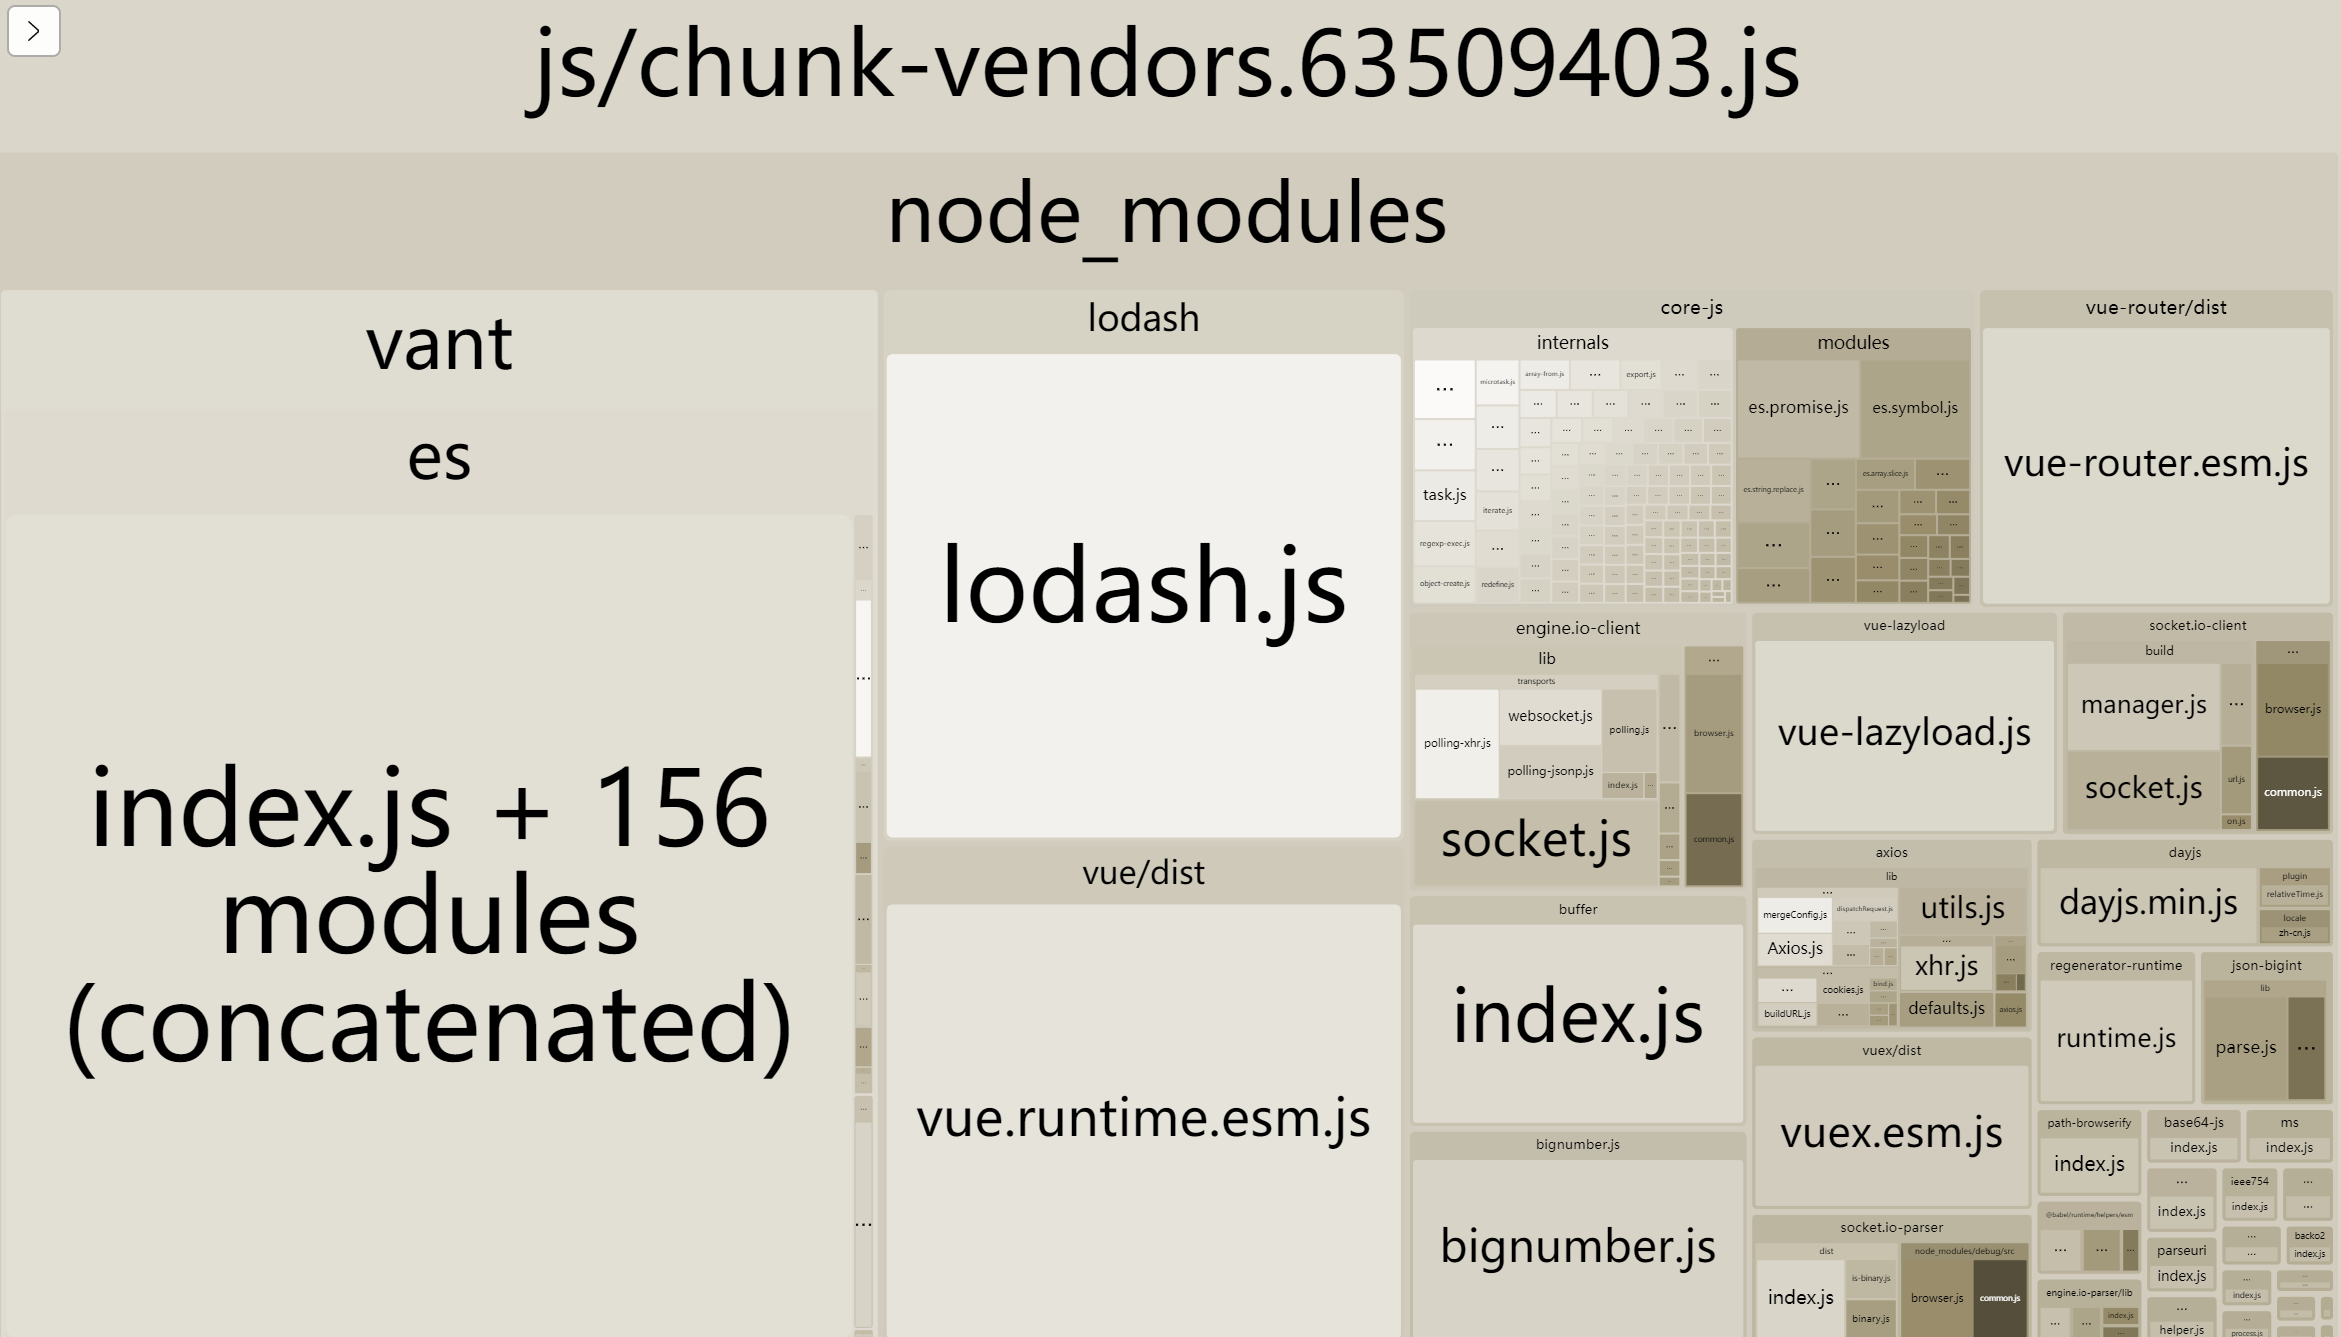 js/chunk-vendors.63509403.js
node_modules
vant
es
index.js + 156
modules
(concatenated)
...
...
...
...
...
...
...
...
...
lodash
lodash.js
vue/dist
vue.runtime.esm.js
core-js
internals
...
microtask.js
array-from.js
...
export.js
...
...
...
task.js
iterate.js
regexp-exec.js
object-create.js
redefine.js
modules
es.promise.js
es.symbol.js
es.string.replace.js
es.array.slice.js
...
vue-router/dist
vue-router.esm.js
engine.io-client
lib
transports
polling-xhr.js
websocket.js
polling-jsonp.js
polling.js
index.js
socket.js
...
browser.js
common.js
vue-lazyload
vue-lazyload.js
socket.io-client
build
manager.js
socket.js
...
url.js
on.js
...
browser.js
common.js
buffer
index.js
bignumber.js
bignumber.js
axios
lib
...
mergeConfig.js
dispatchRequest.js
Axios.js
utils.js
...
cookies.js
bind.js
buildURL.js
...
xhr.js
defaults.js
axios.js
dayjs
dayjs.min.js
plugin
relativeTime.js
locale
zh-cn.js
regenerator-runtime
runtime.js
json-bigint
lib
parse.js
...
vuex/dist
vuex.esm.js
socket.io-parser
dist
index.js
is-binary.js
binary.js
node_modules/debug/src
browser.js
common.js
path-browserify
index.js
base64-js
index.js
ms
index.js
@babel/runtime/helpers/esm
...
...
...
...
index.js
ieee754
index.js
...
...
parseuri
index.js
...
...
backo2
index.js
engine.io-parser/lib
...
...
index.js
...
helper.js
...
index.js
...
process.js